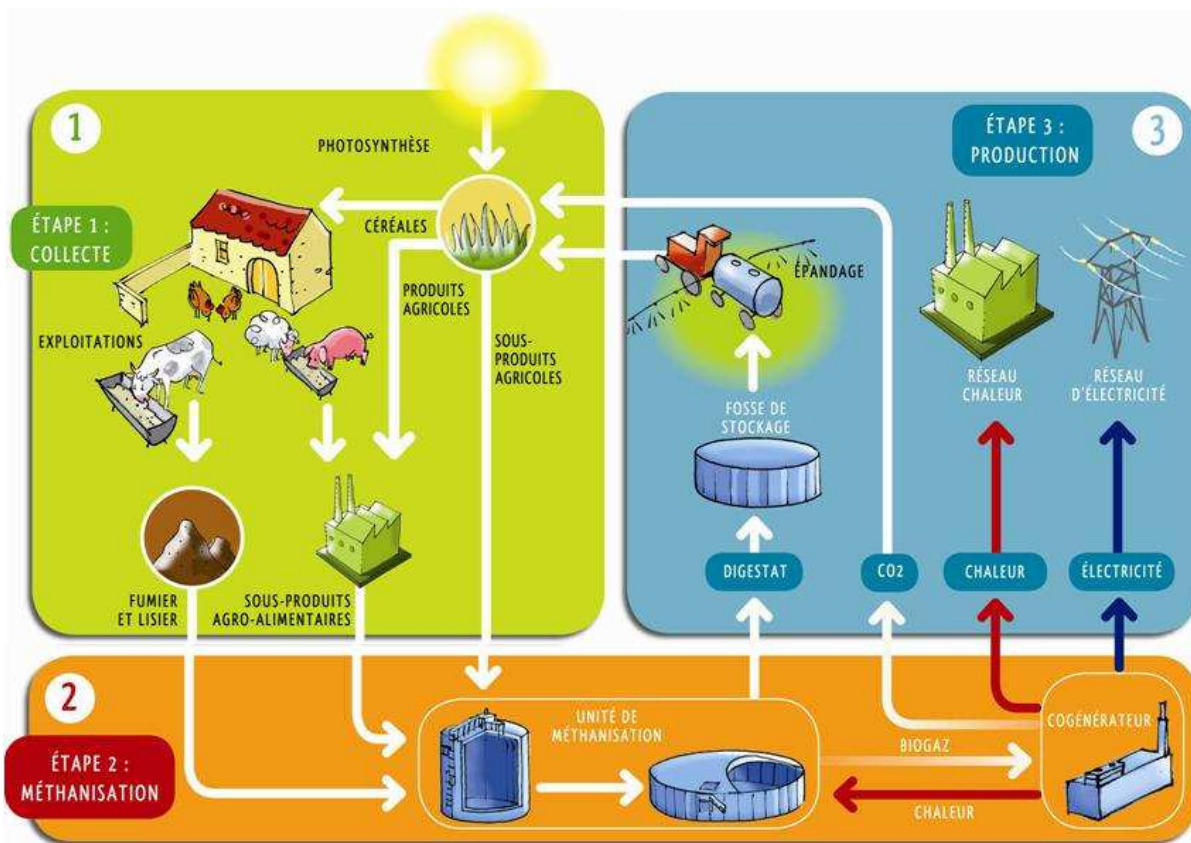 1
PHOTOSYNTHÈSE
ÉTAPE 1 :
COLLECTE
CÉRÉALES
PRODUITS
AGRICOLES
EXPLOITATIONS
SOUS-
PRODUITS
AGRICOLES
FUMIER
ET LISIER
SOUS-PRODUITS
AGRO-ALIMENTAIRES
ÉTAPE 3 :
PRODUCTION
3
ÉPANDAGE
RÉSEAU
CHALEUR
RÉSEAU
D'ÉLECTRICITÉ
FOSSE DE
STOCKAGE
DIGESTAT
CO2
CHALEUR
ÉLECTRICITÉ
2
ÉTAPE 2 :
MÉTHANISATION
UNITÉ DE
MÉTHANISATION
BIOGAZ
COGÉNÉRATEUR
CHALEUR